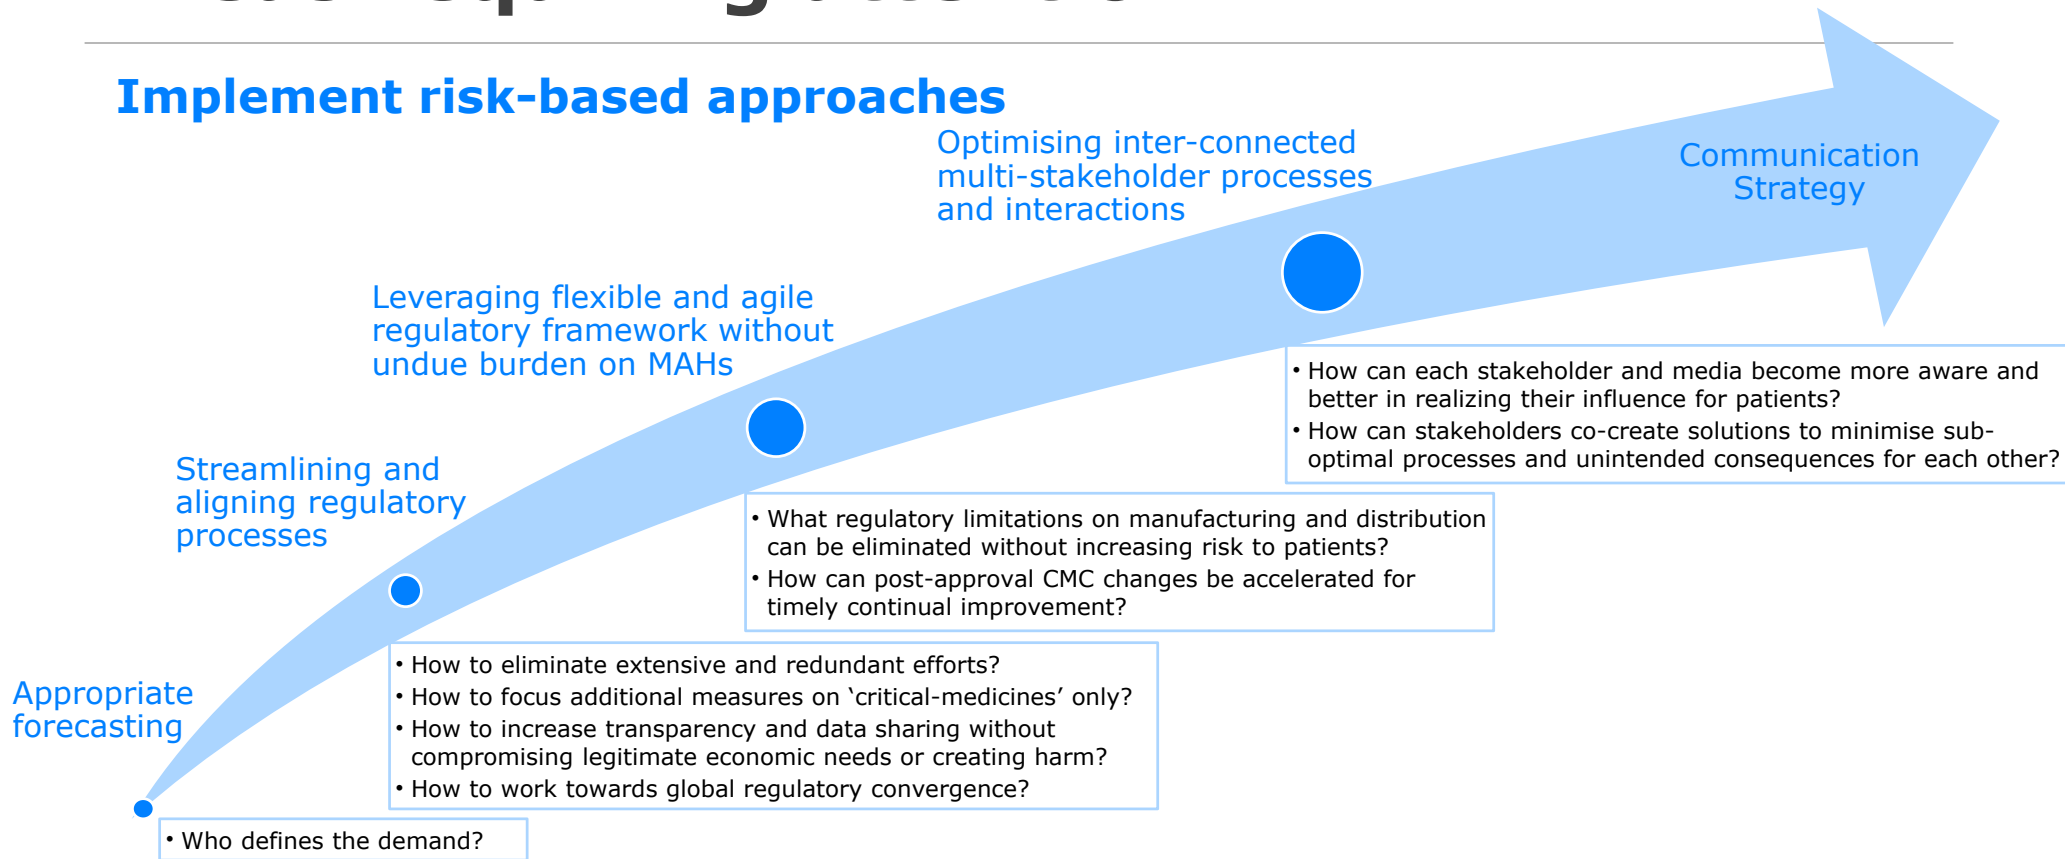 requiring
Implement risk-based approaches
Optimising inter-connected
multi-stakeholder processes
and interactions
Communication
Strategy
Leveraging flexible and agile
regulatory framework without
undue burden on MAHs
• How can each stakeholder and media become more aware and
better in realizing their influence for patients?
• How can stakeholders co-create solutions to minimise sub-
optimal processes and unintended consequences for each other?
Streamlining and
aligning regulatory
processes
• What regulatory limitations on manufacturing and distribution
can be eliminated without increasing risk to patients?
• How can post-approval CMC changes be accelerated for
timely continual improvement?
Appropriate
forecasting
• How to eliminate extensive and redundant efforts?
• How to focus additional measures on ‘critical-medicines’ only?
• How to increase transparency and data sharing without
compromising legitimate economic needs or creating harm?
• How to work towards global regulatory convergence?
• Who defines the demand?